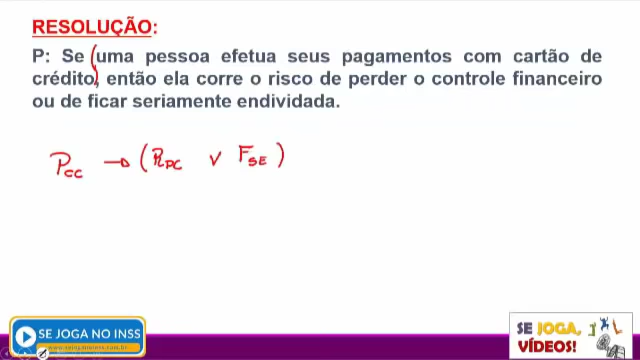 RESOLUÇÃO:
P: Se (uma pessoa efetua seus pagamentos com cartão de
crédito), então ela corre o risco de perder o controle financeiro
ou de ficar seriamente endividada.
Pcc → (RPC v FSE)
SE JOGA NO INSS
SE JOGA,
VÍDEOS!